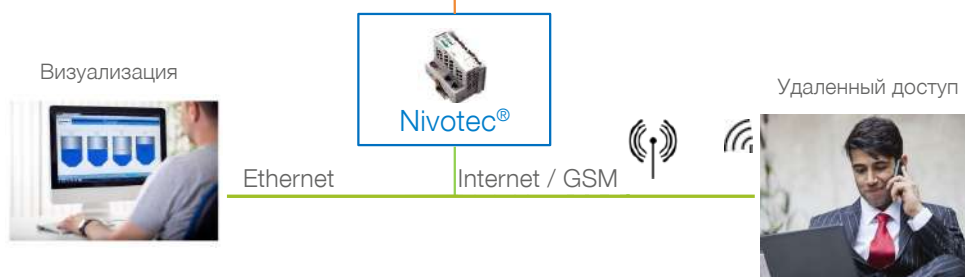 Визуализация
Nivotec®
Удаленный доступ
Ethernet
Internet / GSM